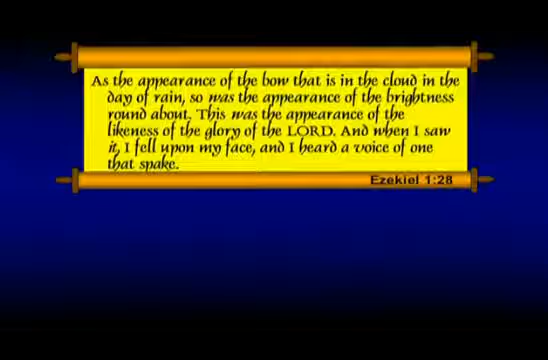 As the appearance of the bow that is in the cloud in the
day of rain, so was the appearance of the brightness
round about. This was the appearance of the
likeness of the glory of the LORD. And when I saw
it, I fell upon my face, and I heard a voice of one
that spake.
Ezekiel 1:28